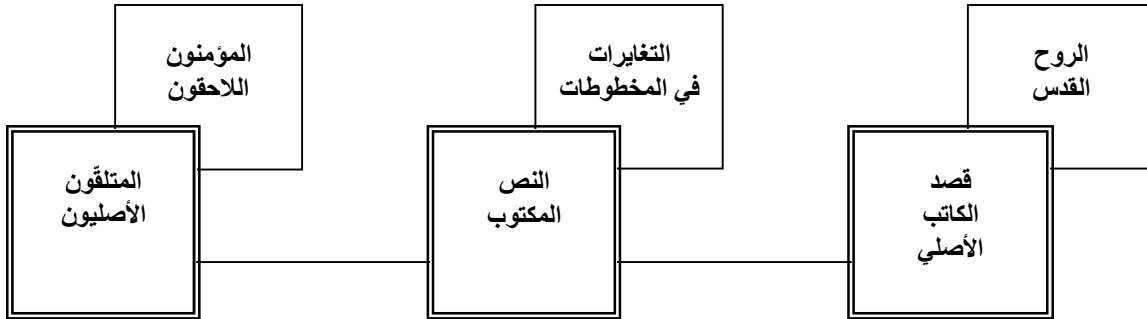 الروح
القدس
قصد
الكاتب
الأصلي
التغايرات
في المخطوطات
النص
المكتوب
المؤمنون
اللاحقون
المتلقّون
الأصليون